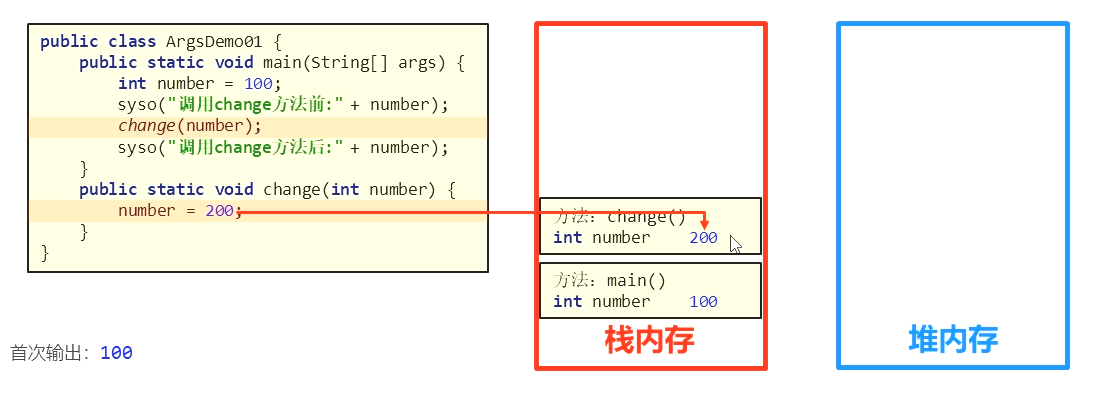 public class ArgsDemo01 {
public static void main(String[] args) {
int number = 100;
syso("调用change方法前:" + number);
change(number);
syso("调用change方法后:" + number);
}
public static void change(int number) {
number = 200;
}
}
方法: change()
int number 200
方法: main()
int number 100
栈内存
堆内存
首次输出: 100